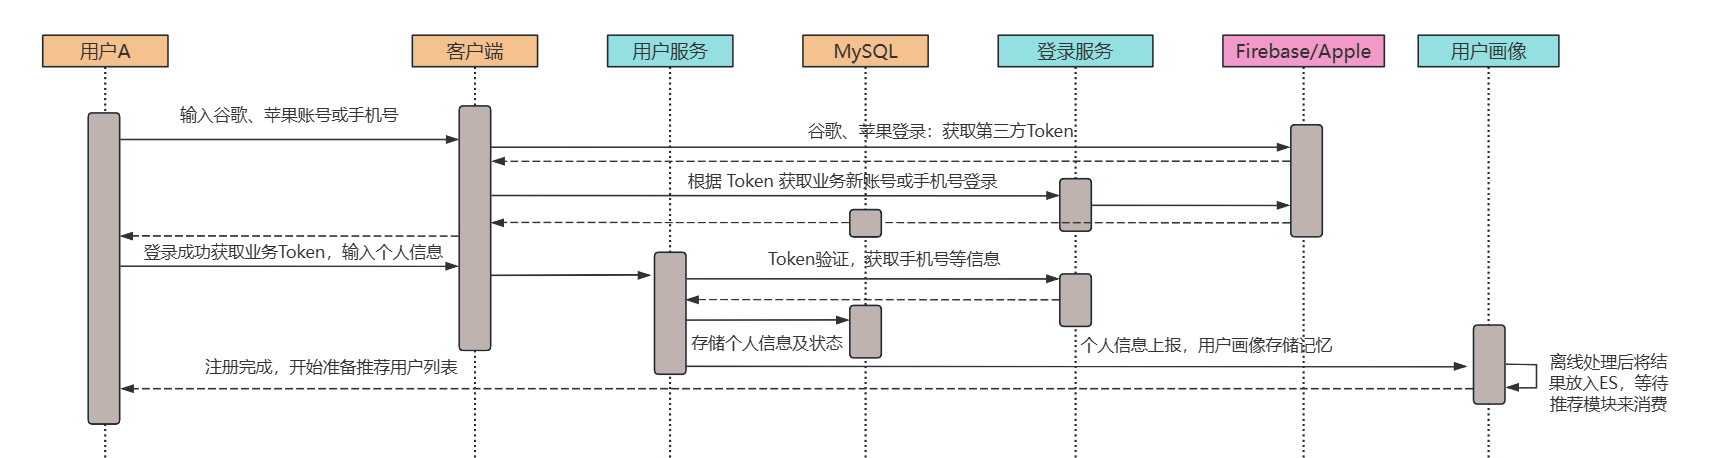 用户A
客户端
用户服务
MySQL
登录服务
Firebase/Apple
用户画像
输入谷歌、苹果账号或手机号
谷歌、苹果登录：获取第三方Token
根据 Token 获取业务新账号或手机号登录
登录成功获取业务Token，输入个人信息
Token验证，获取手机号等信息
存储个人信息及状态
个人信息上报，用户画像存储记忆
注册完成，开始准备推荐用户列表
离线处理后将结
果放入ES，等待
推荐模块来消费